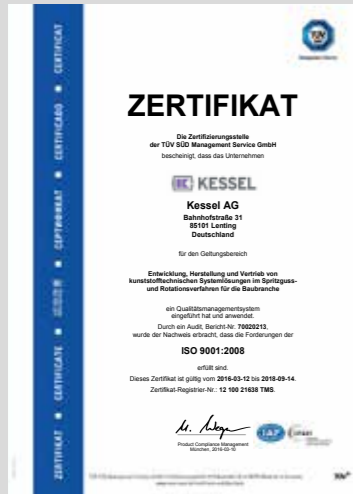 ZERTIFIKAT
Die Zertifizierungsstelle
der TÜV SÜD Management Service GmbH
bescheinigt, dass das Unternehmen
KESSEL
Kessel AG
Bahnhofstraße 31
85101 Lenting
Deutschland
für den Geltungsbereich
Entwicklung, Herstellung und Vertrieb von
kunststofftechnischen Systemlösungen im Spritzguss-
und Rotationsverfahren für die Baubranche
ein Qualitätsmanagementsystem
eingeführt hat und anwendet.
Durch ein Audit, Bericht-Nr. 70020213,
wurde der Nachweis erbracht, dass die Forderungen der
ISO 9001:2008
erfüllt sind.
Dieses Zertifikat ist gültig vom 2016-03-12 bis 2018-09-14.
Zertifikat-Registrier-Nr.: 12 100 21638 TMS.
Product Compliance Management
München, 2016-03-10
IAF
TÜV
ZERTIFIKAT ◆ CERTIFICATE ◆
◆ СЕРТИФИКАТ ◆ CERTIFICADO ◆ CERTIFICAT